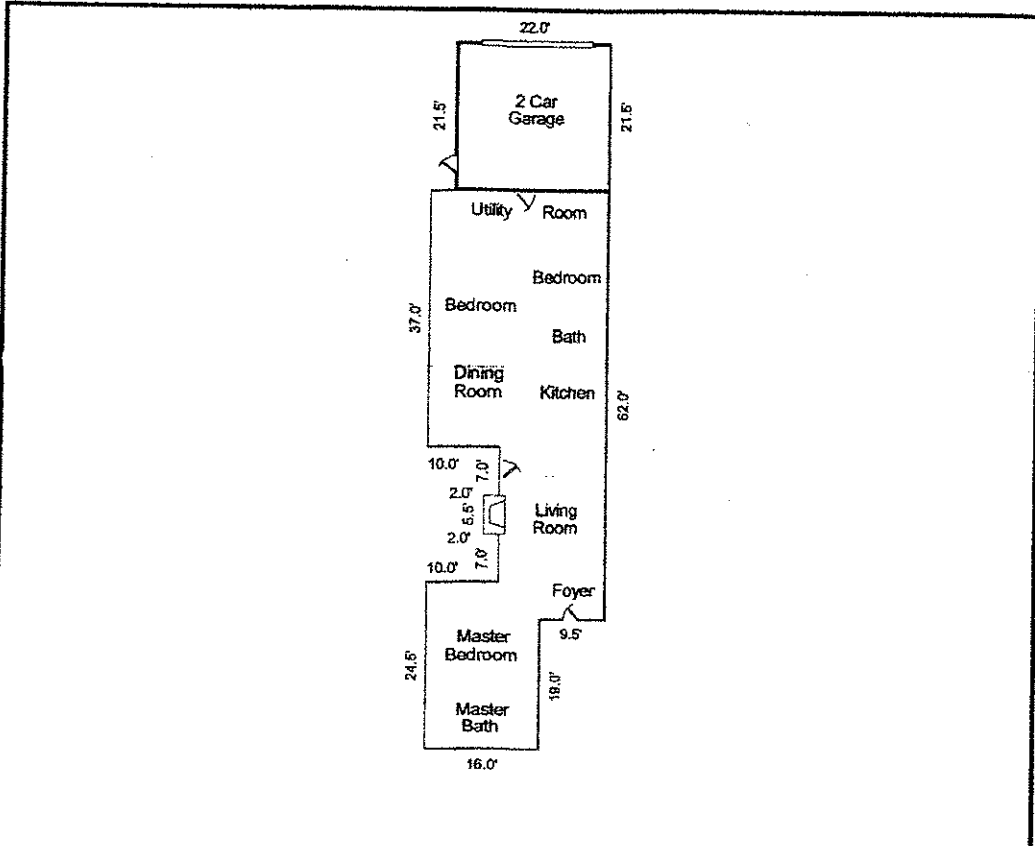 22.0'
21.5'
2 Car
Garage
21.5'
Utility Room
Bedroom
Bedroom
37.0'
Bath
Dining
Room
Kitchen
62.0'
10.0'
7.0'
2.0'
5.5'
Living
Room
2.0'
7.0'
10.0'
Foyer
9.5'
Master
Bedroom
24.5'
19.0'
Master
Bath
16.0'